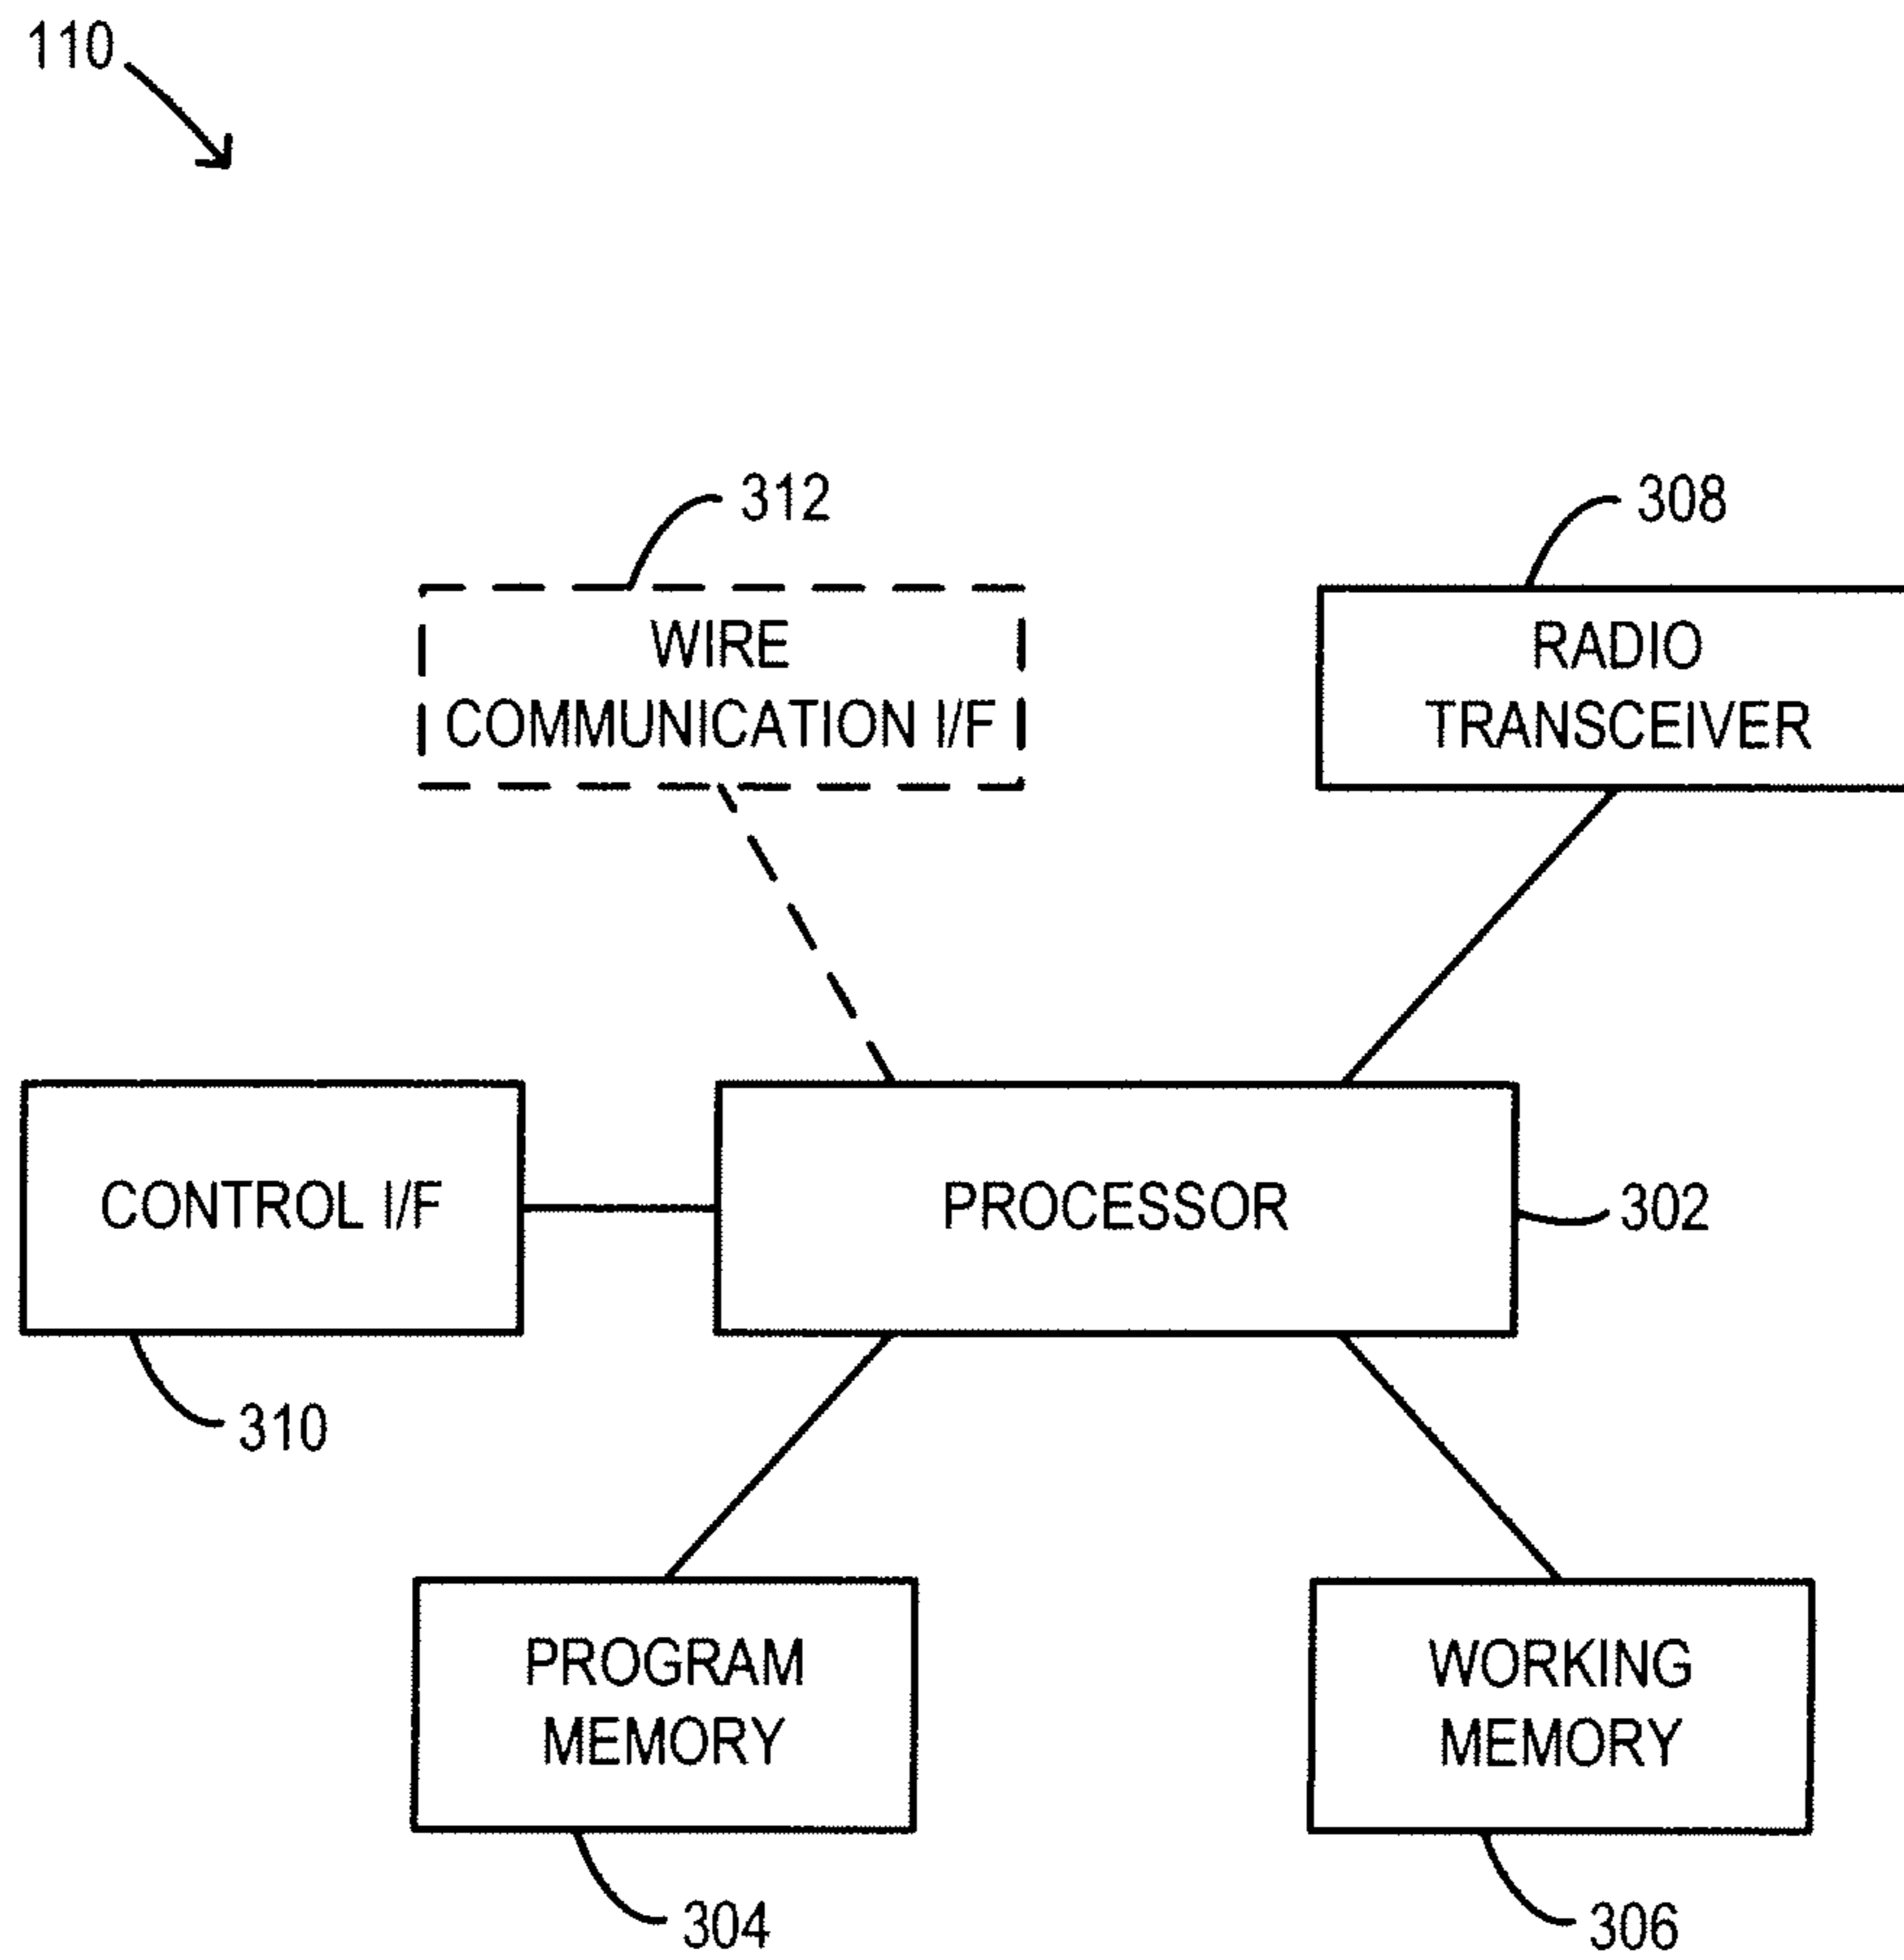 110
312
308
WIRE
COMMUNICATION I/F
RADIO
TRANSCEIVER
CONTROL I/F
PROCESSOR
302
310
PROGRAM
MEMORY
WORKING
MEMORY
304
306